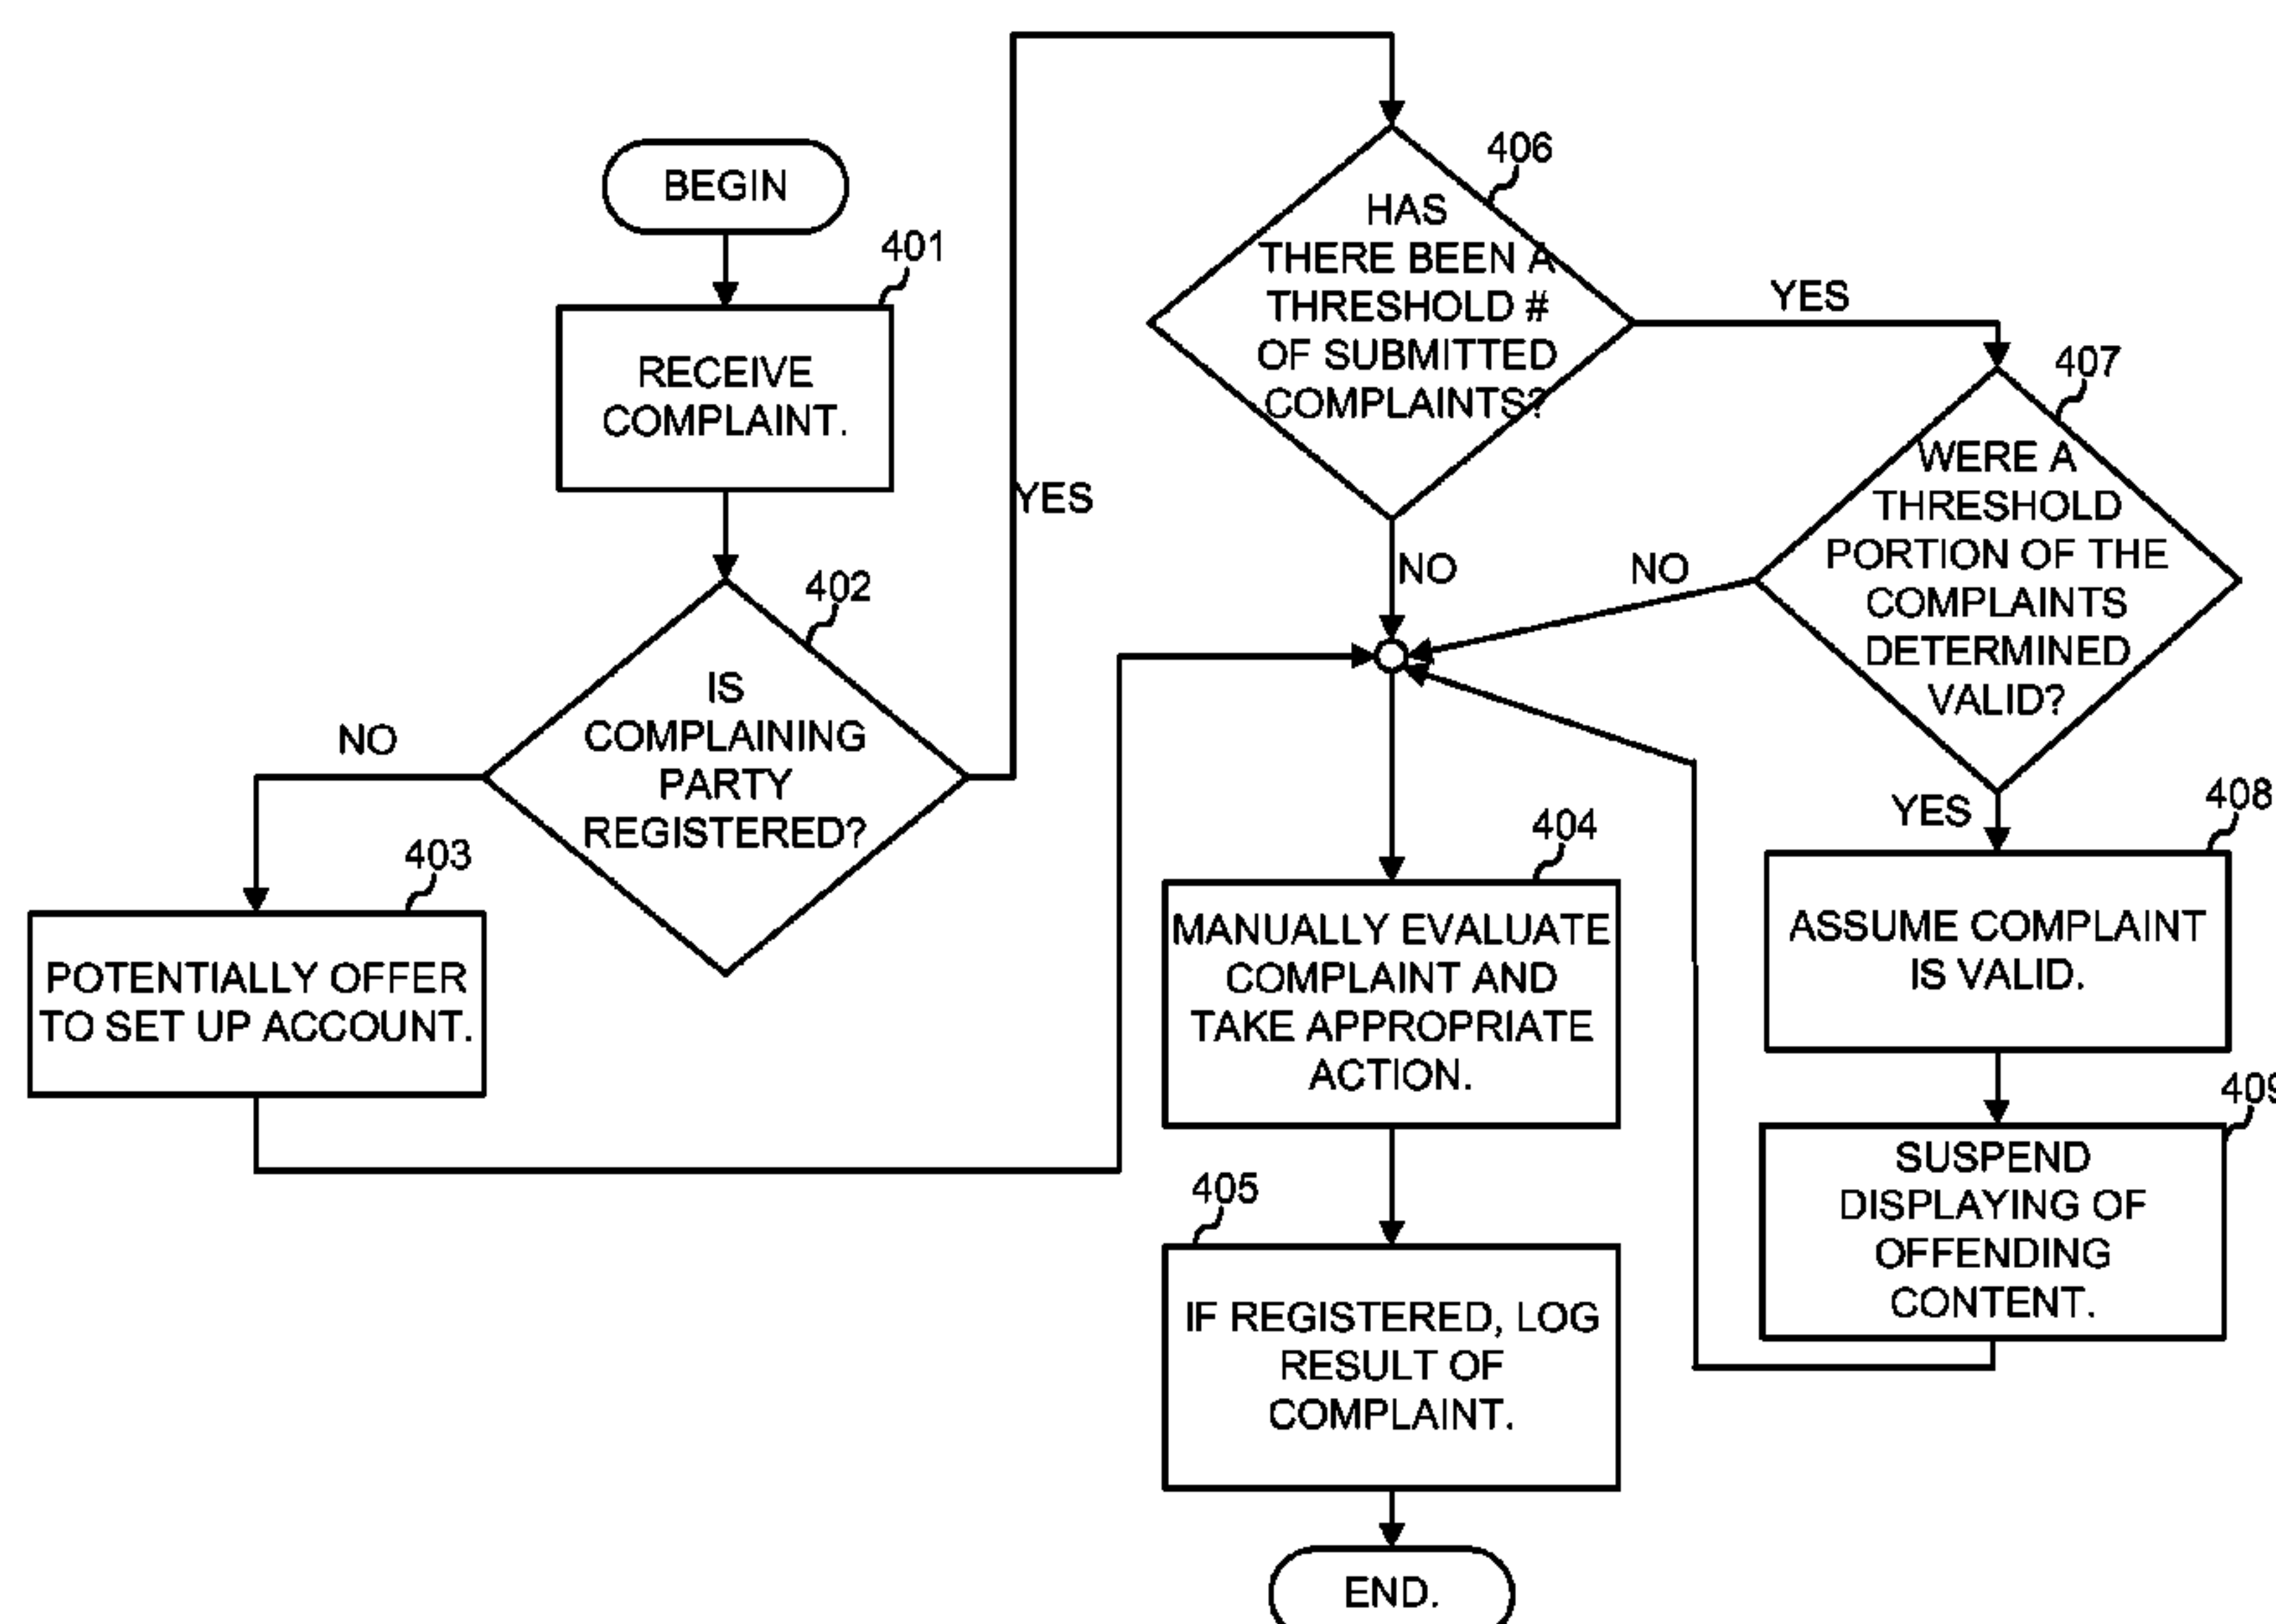 BEGIN
401
RECEIVE
COMPLAINT.
402
IS
COMPLAINING
PARTY
REGISTERED?
NO
YES
403
POTENTIALLY OFFER
TO SET UP ACCOUNT.
406
HAS
THERE BEEN A
THRESHOLD #
OF SUBMITTED
COMPLAINTS?
YES
NO
407
WERE A
THRESHOLD
PORTION OF THE
COMPLAINTS
DETERMINED
VALID?
NO
YES
408
ASSUME COMPLAINT
IS VALID.
409
SUSPEND
DISPLAYING OF
OFFENDING
CONTENT.
404
MANUALLY EVALUATE
COMPLAINT AND
TAKE APPROPRIATE
ACTION.
405
IF REGISTERED, LOG
RESULT OF
COMPLAINT.
END.